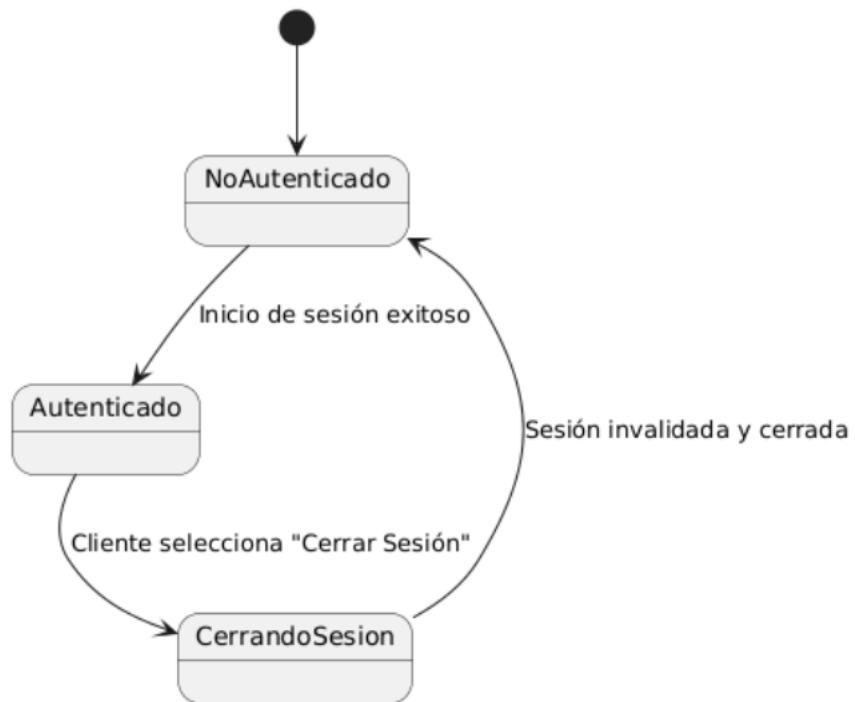 NoAutenticado
Inicio de sesión exitoso
Autenticado
Sesión invalidada y cerrada
Cliente selecciona "Cerrar Sesión"
CerrandoSesion